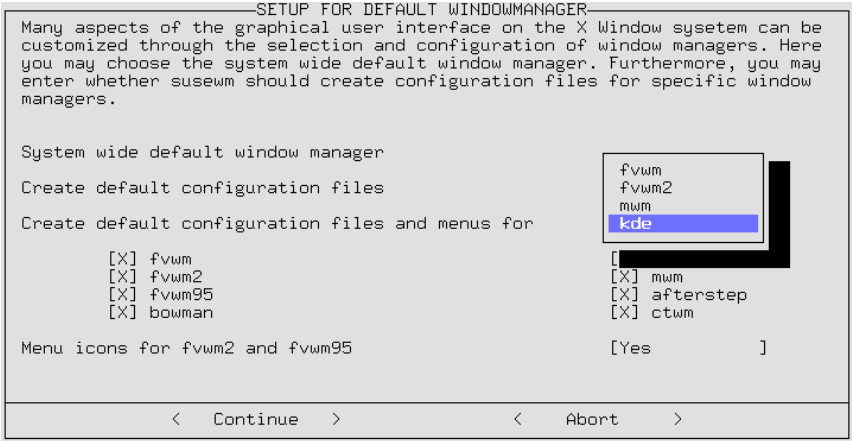 SETUP FOR DEFAULT WINDOWMANAGER
Many aspects of the graphical user interface on the X Window sysetem can be
customized through the selection and configuration of window managers. Here
you may choose the system wide default window manager. Furthermore, you may
enter whether susewm should create configuration files for specific window
managers.
System wide default window manager
fvwm
fvwm2
mwm
kde
Create default configuration files
Create default configuration files and menus for
[X] fvwm [
[X] fvwm2 [X] mwm
[X] fvwm95 [X] afterstep
[X] bowman [X] ctwm
Menu icons for fvwm2 and fvwm95 [Yes ]
< Continue > < Abort >